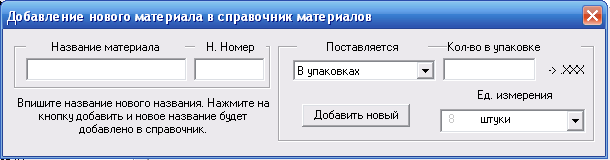 Добавление нового материала в справочник материалов
Название материала Н. Номер
Поставляется Кол-во в упаковке
В упаковках -> .XXX
Впишите название нового названия. Нажмите на
кнопку добавить и новое название будет
добавлено в справочник.
Добавить новый
Ед. измерения
8 штуки